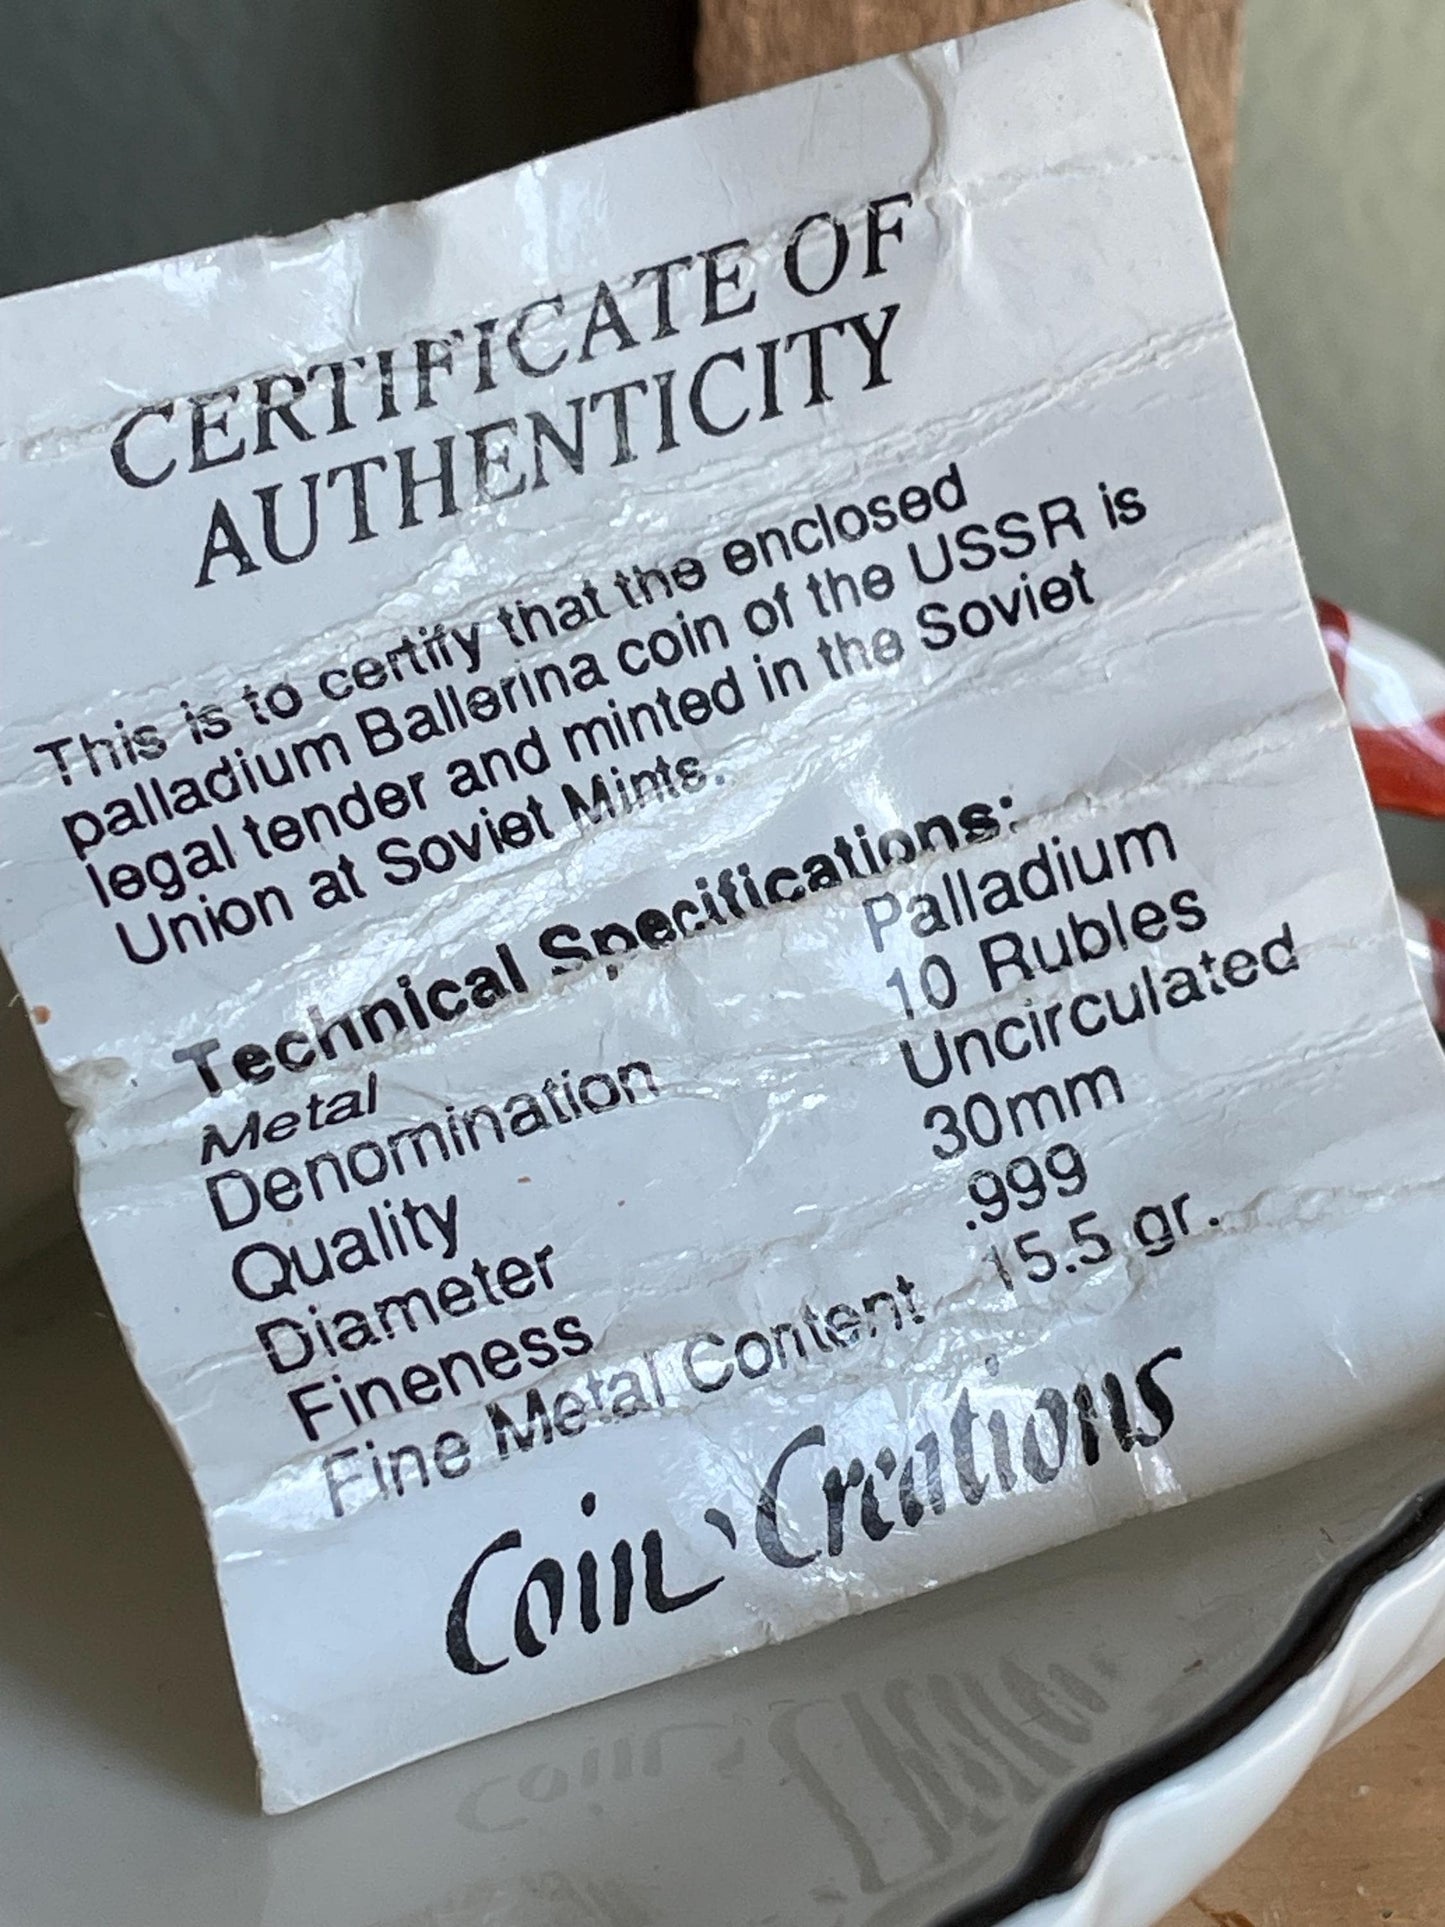 CERTIFICATE OF
AUTHENTICITY
This is to certify that the enclosed
palladium Ballerina coin of the USSR is
legal tender and minted in the Soviet
Union at Soviet Mints.
Technical Specifications:
Metal Palladium
Denomination 10 Rubles
Quality Uncirculated
Diameter 30mm
Fineness .999
Fine Metal Content 15.5 gr.
Coin Creations